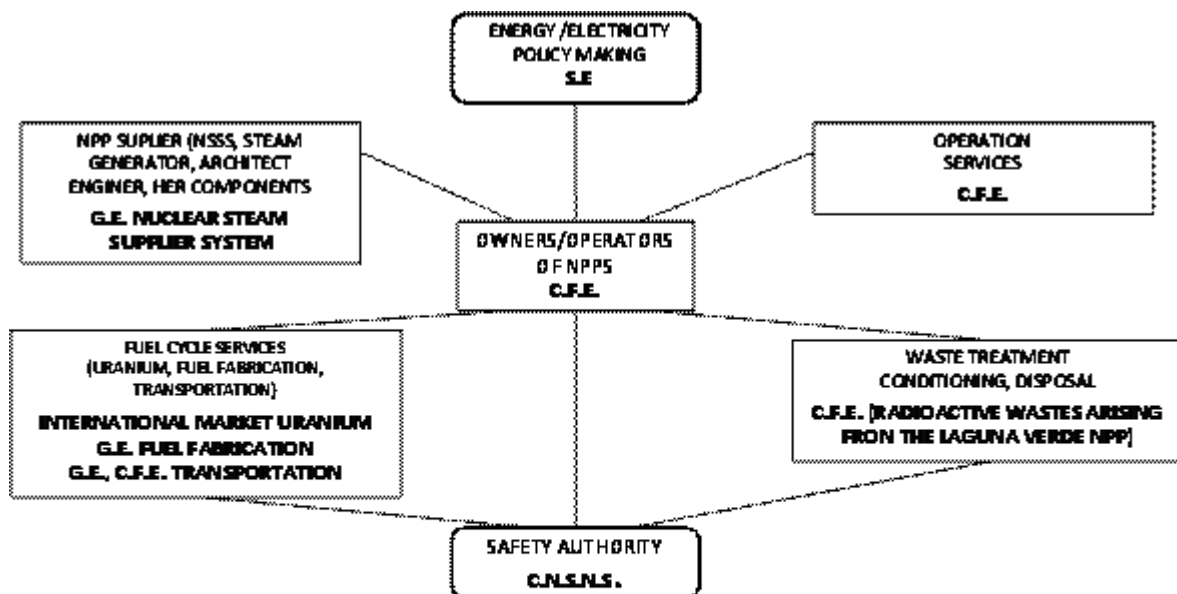 ENERGY /ELECTRICITY
POLICY MAKING
S.E
NPP SUPLIER (NSSS, STEAM
GENERATOR, ARCHITECT
ENGINER, HER COMPONENTS
G.E. NUCLEAR STEAM
SUPPLIER SYSTEM
OPERATION
SERVICES
C.F.E.
OWNERS/OPERATORS
OF NPPS
C.F.E.
FUEL CYCLE SERVICES
(URANIUM, FUEL FABRICATION,
TRANSPORTATION)
INTERNATIONAL MARKET URANIUM
G.E. FUEL FABRICATION
G.E., C.F.E. TRANSPORTATION
WASTE TREATMENT
CONDITIONING, DISPOSAL
C.F.E. (RADIOACTIVE WASTES ARISING
FRON THE LAGUNA VERDE NPP)
SAFETY AUTHORITY
C.N.S.N.S.